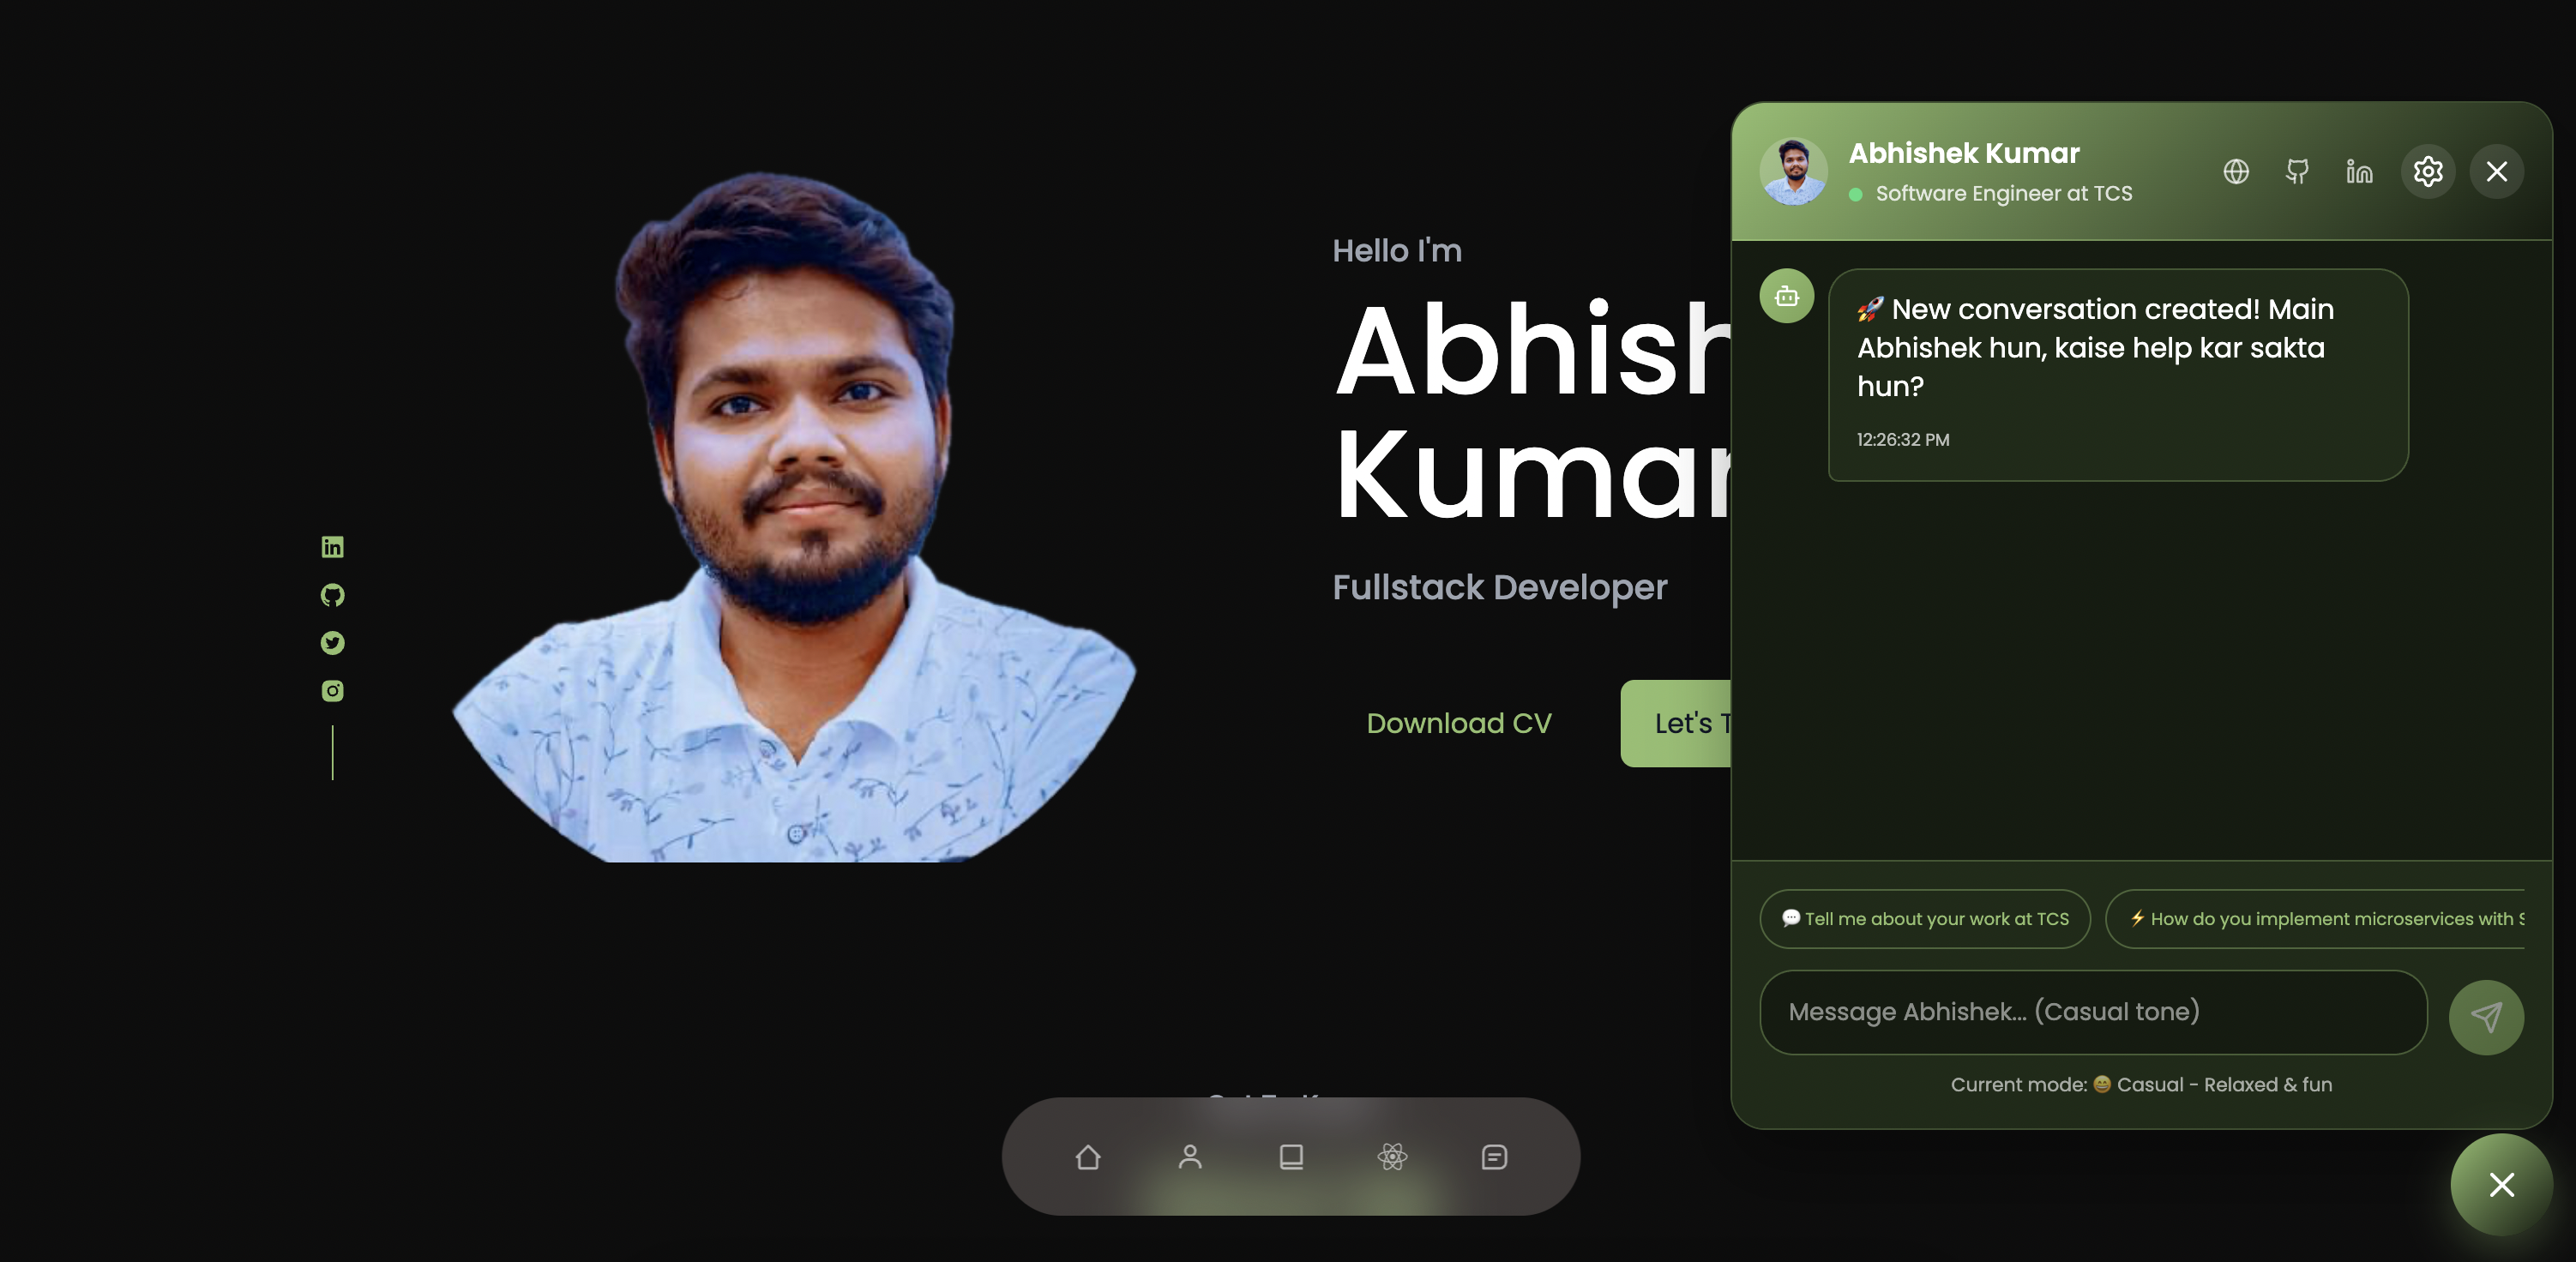 Hello I'm
Abhish
Kumar
Fullstack Developer
Download CV
Let's T
Abhishek Kumar
Software Engineer at TCS
🚀 New conversation created! Main
Abhishek hun, kaise help kar sakta
hun?
12:26:32 PM
💬 Tell me about your work at TCS
⚡ How do you implement microservices with S
Message Abhishek... (Casual tone)
Current mode: 😄 Casual - Relaxed & fun